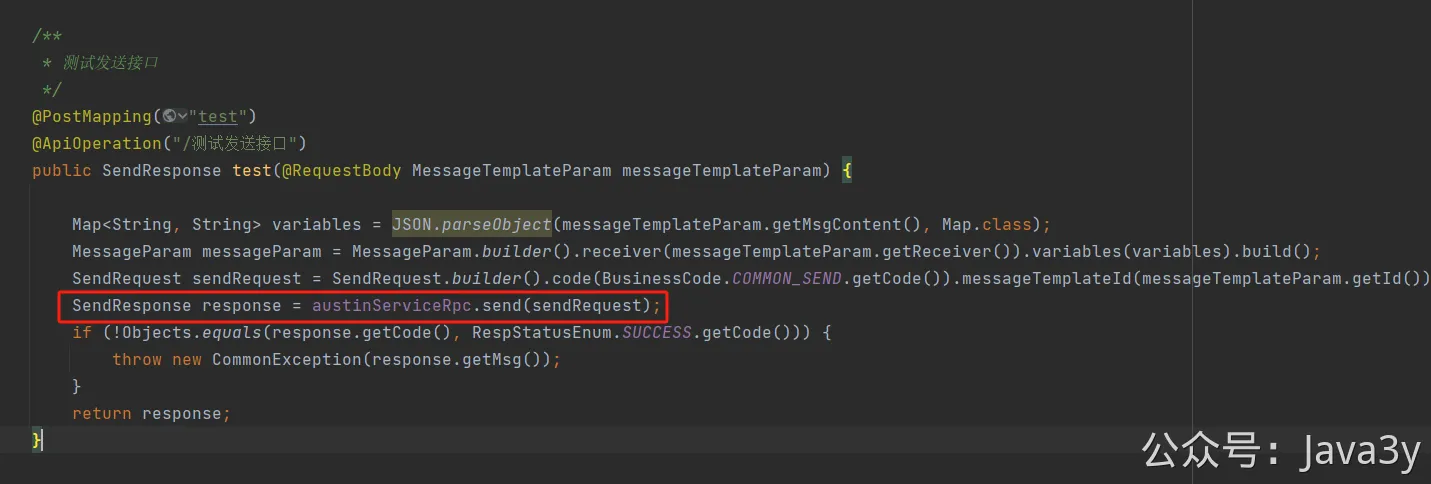 /**
* 测试发送接口
*/
@PostMapping("test")
@ApiOperation("/测试发送接口")
public SendResponse test(@RequestBody MessageTemplateParam messageTemplateParam) {
Map<String, String> variables = JSON.parseObject(messageTemplateParam.getMsgContent(), Map.class);
MessageParam messageParam = MessageParam.builder().receiver(messageTemplateParam.getReceiver()).variables(variables).build();
SendRequest sendRequest = SendRequest.builder().code(BusinessCode.COMMON_SEND.getCode()).messageTemplateId(messageTemplateParam.getId())
SendResponse response = austinServiceRpc.send(sendRequest);
if (!Objects.equals(response.getCode(), RespStatusEnum.SUCCESS.getCode())) {
throw new CommonException(response.getMsg());
}
return response;
}
公众号：Java3y